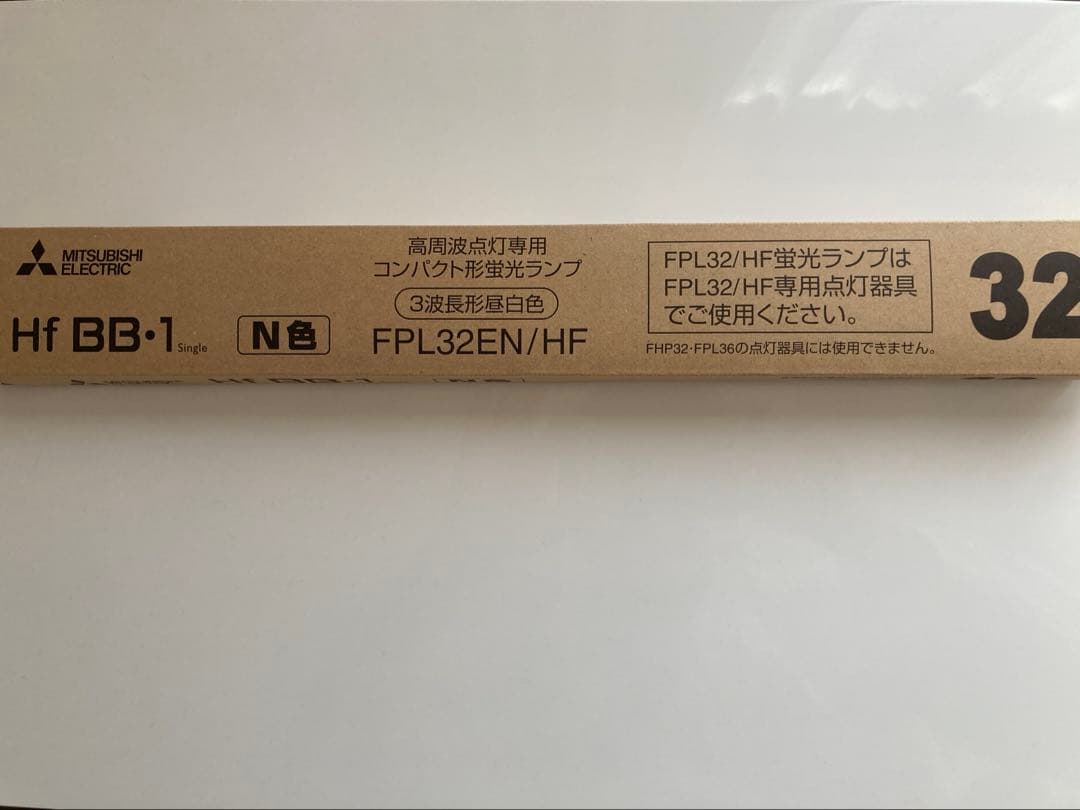 MITSUBISHI
ELECTRIC
Hf BB・1 Single
N色
高周波点灯専用
コンパクト形蛍光ランプ
3波長形昼白色
FPL32EN/HF
FPL32/HF蛍光ランプは
FPL32/HF専用点灯器具
でご使用ください。
FHP32・FPL36の点灯器具には使用できません。
32
Hf BB・1